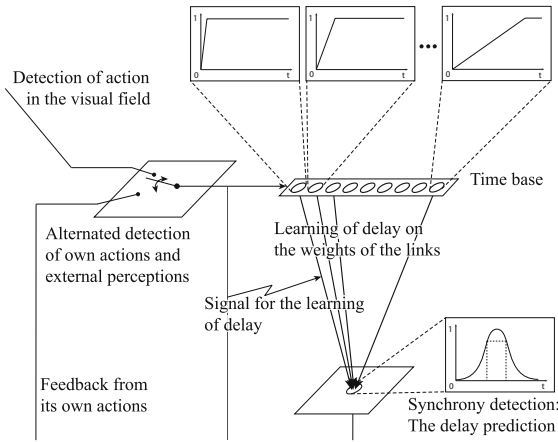 1
0
t
1
0
t
1
0
t
Detection of action
in the visual field
Time base
Alternated detection
of own actions and
external perceptions
Learning of delay on
the weights of the links
Signal for the learning
of delay
1
0
t
Feedback from
its own actions
Synchrony detection:
The delay prediction